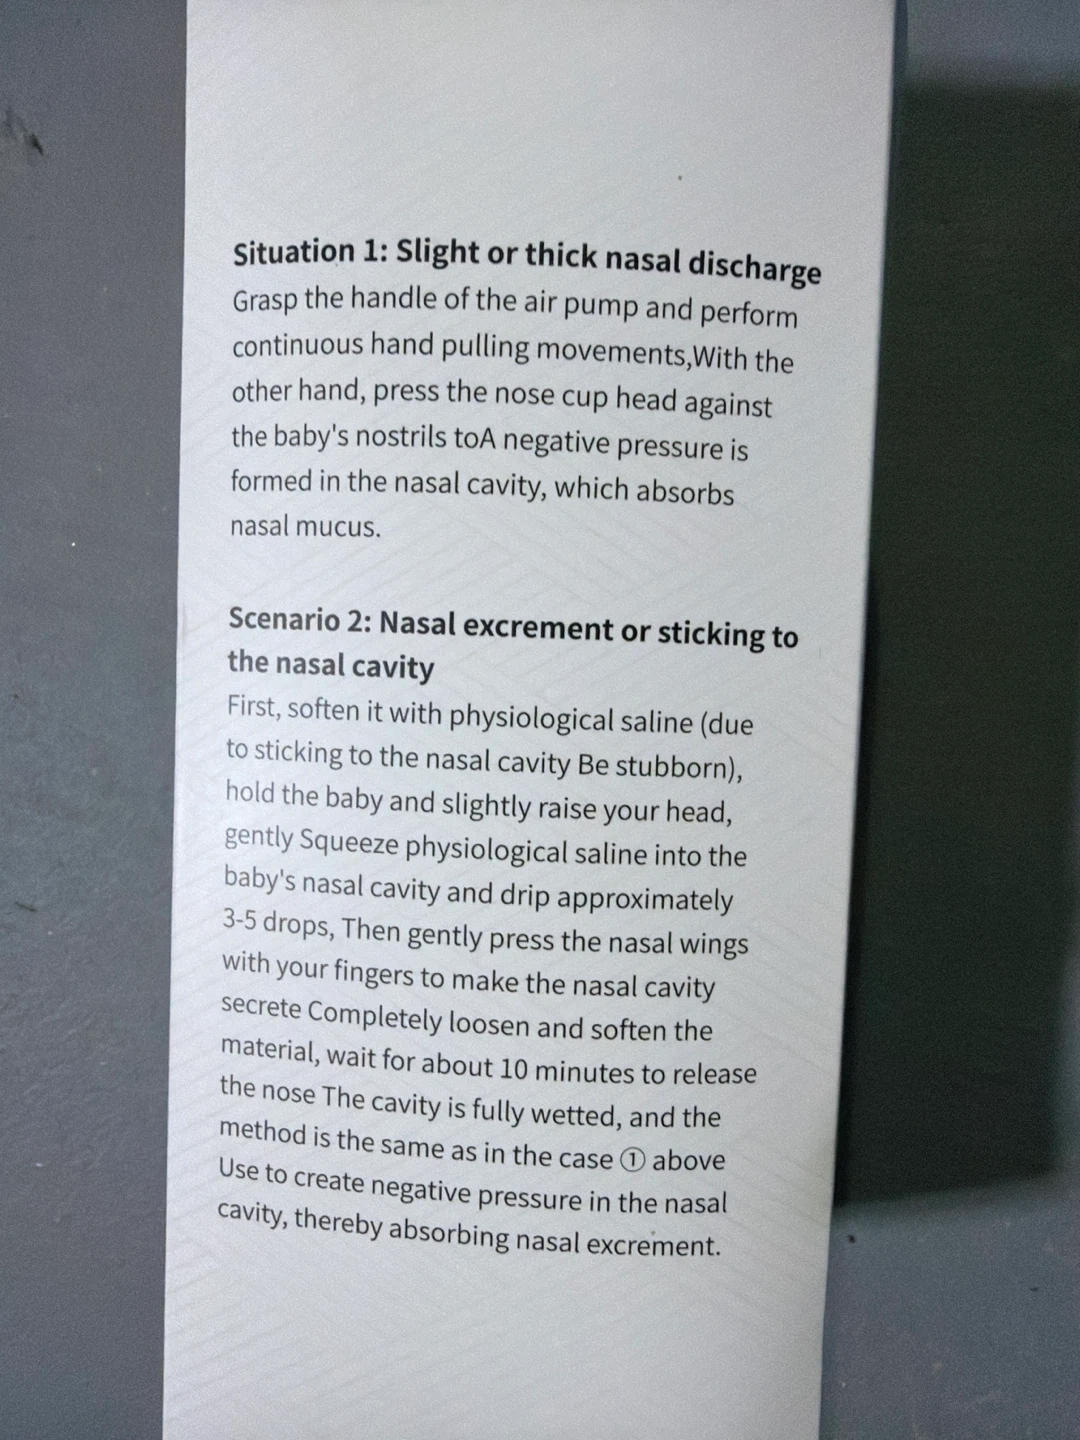 Situation 1: Slight or thick nasal discharge
Grasp the handle of the air pump and perform
continuous hand pulling movements,With the
other hand, press the nose cup head against
the baby's nostrils toA negative pressure is
formed in the nasal cavity, which absorbs
nasal mucus.
Scenario 2: Nasal excrement or sticking to
the nasal cavity
First, soften it with physiological saline (due
to sticking to the nasal cavity Be stubborn),
hold the baby and slightly raise your head,
gently Squeeze physiological saline into the
baby's nasal cavity and drip approximately
3-5 drops, Then gently press the nasal wings
with your fingers to make the nasal cavity
secrete Completely loosen and soften the
material, wait for about 10 minutes to release
the nose The cavity is fully wetted, and the
method is the same as in the case ① above
Use to create negative pressure in the nasal
cavity, thereby absorbing nasal excrement.